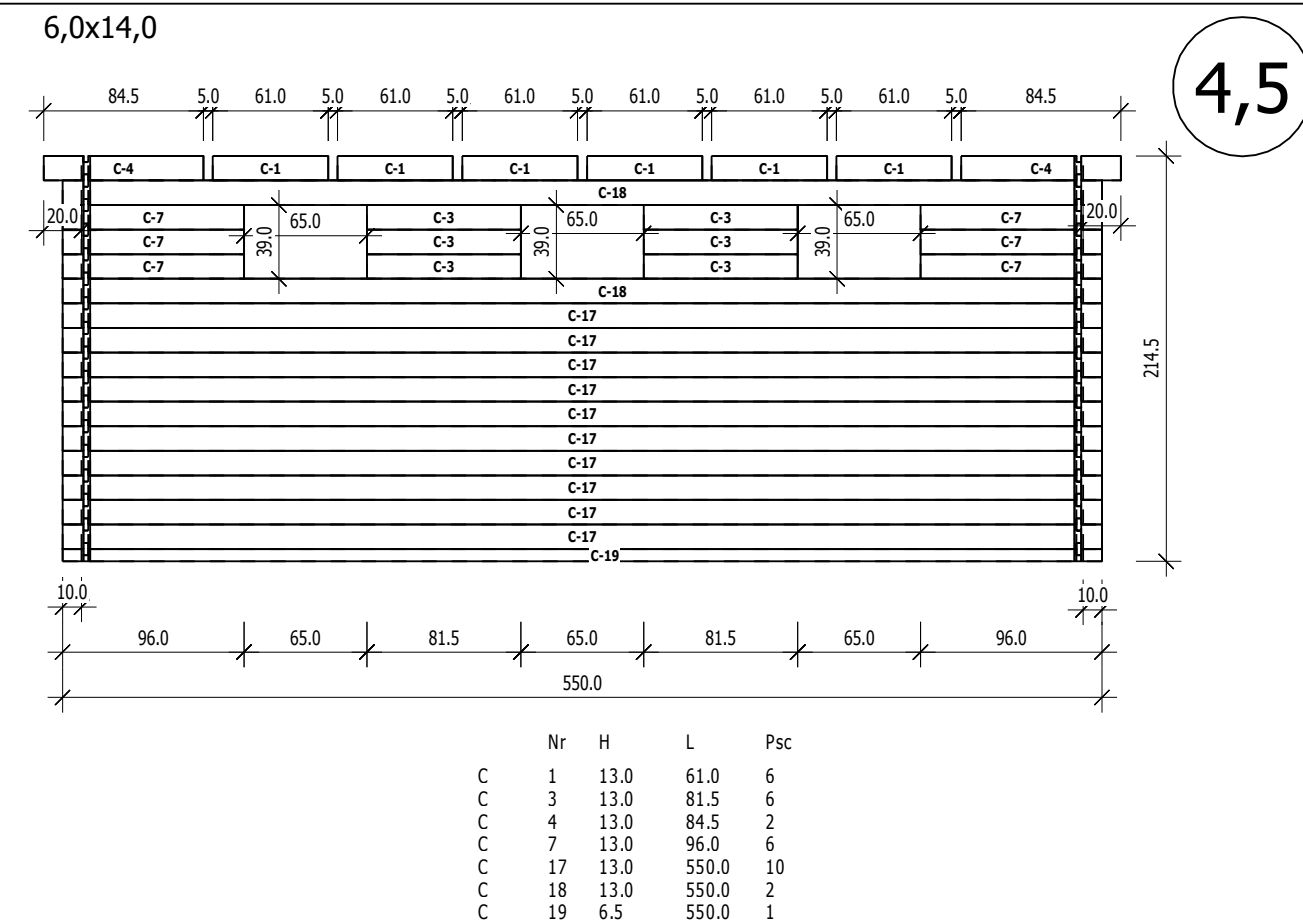 6,0x14,0
4,5
84.5 5.0 61.0 5.0 61.0 5.0 61.0 5.0 61.0 5.0 61.0 5.0 61.0 5.0 84.5
C-4 C-1 C-1 C-1 C-1 C-1 C-1 C-4
C-18
20.0 C-7 65.0 C-3 65.0 C-3 65.0 C-7 20.0
39.0 C-7 C-3 39.0 C-3 39.0 C-7
C-7 C-3 C-3 C-7
C-18
C-17
C-17
C-17
214.5
C-17
C-17
C-17
C-17
C-17
C-17
C-17
C-19
10.0 10.0
96.0 65.0 81.5 65.0 81.5 65.0 96.0
550.0
Nr H L Psc
C 1 13.0 61.0 6
C 3 13.0 81.5 6
C 4 13.0 84.5 2
C 7 13.0 96.0 6
C 17 13.0 550.0 10
C 18 13.0 550.0 2
C 19 6.5 550.0 1